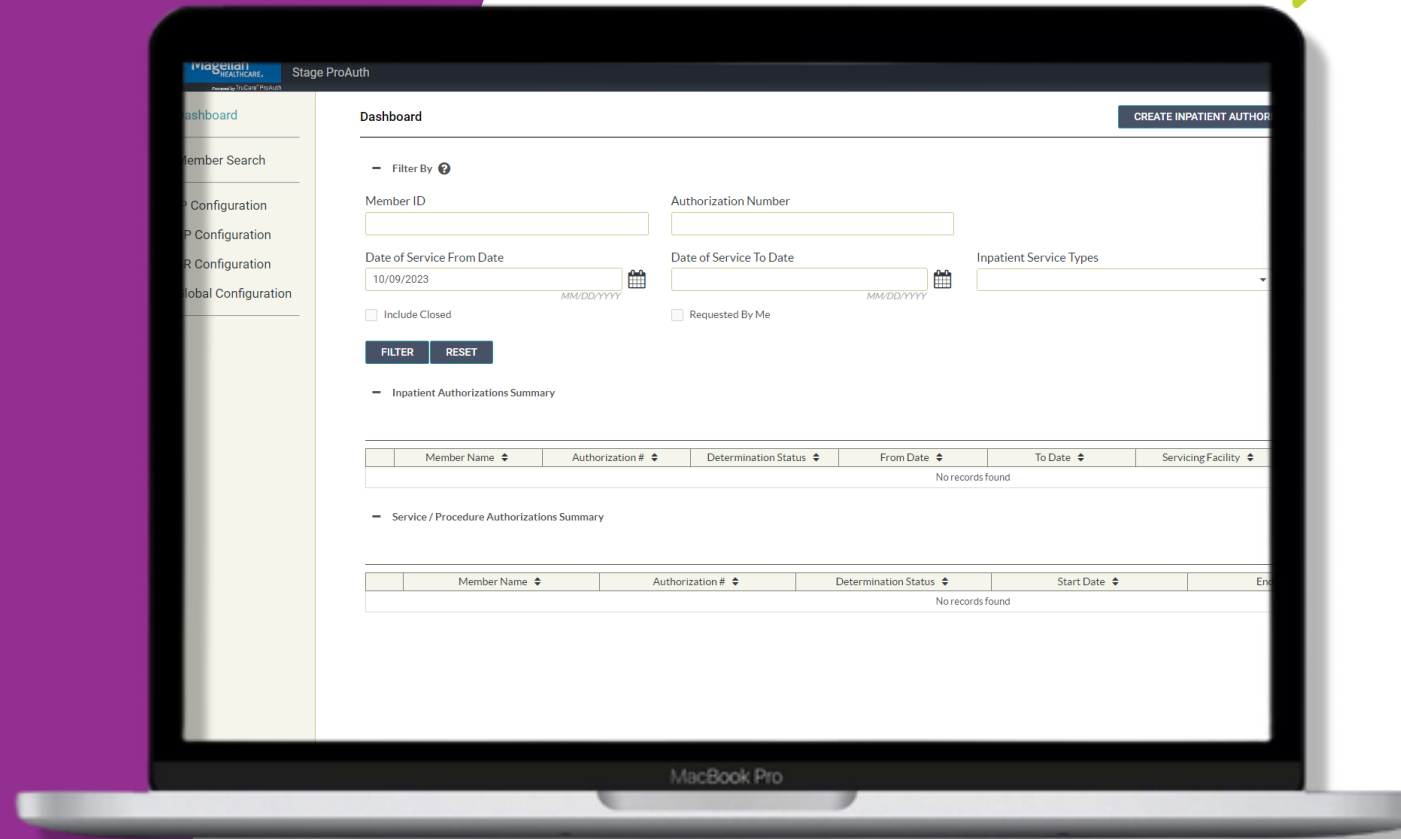 Magellan
HEALTHCARE.
Powered by TruCare® ProAuth
Stage ProAuth
ashboard
Member Search
P Configuration
P Configuration
R Configuration
lobal Configuration
Dashboard
CREATE INPATIENT AUTHOR
Filter By
Member ID
Authorization Number
Date of Service From Date
Date of Service To Date
Inpatient Service Types
10/09/2023
MM/DD/YYYY
MM/DD/YYYY
Include Closed
Requested By Me
FILTER
RESET
Inpatient Authorizations Summary
Member Name Authorization # Determination Status From Date To Date Servicing Facility
No records found
Service / Procedure Authorizations Summary
Member Name Authorization # Determination Status Start Date End
No records found
MacBook Pro